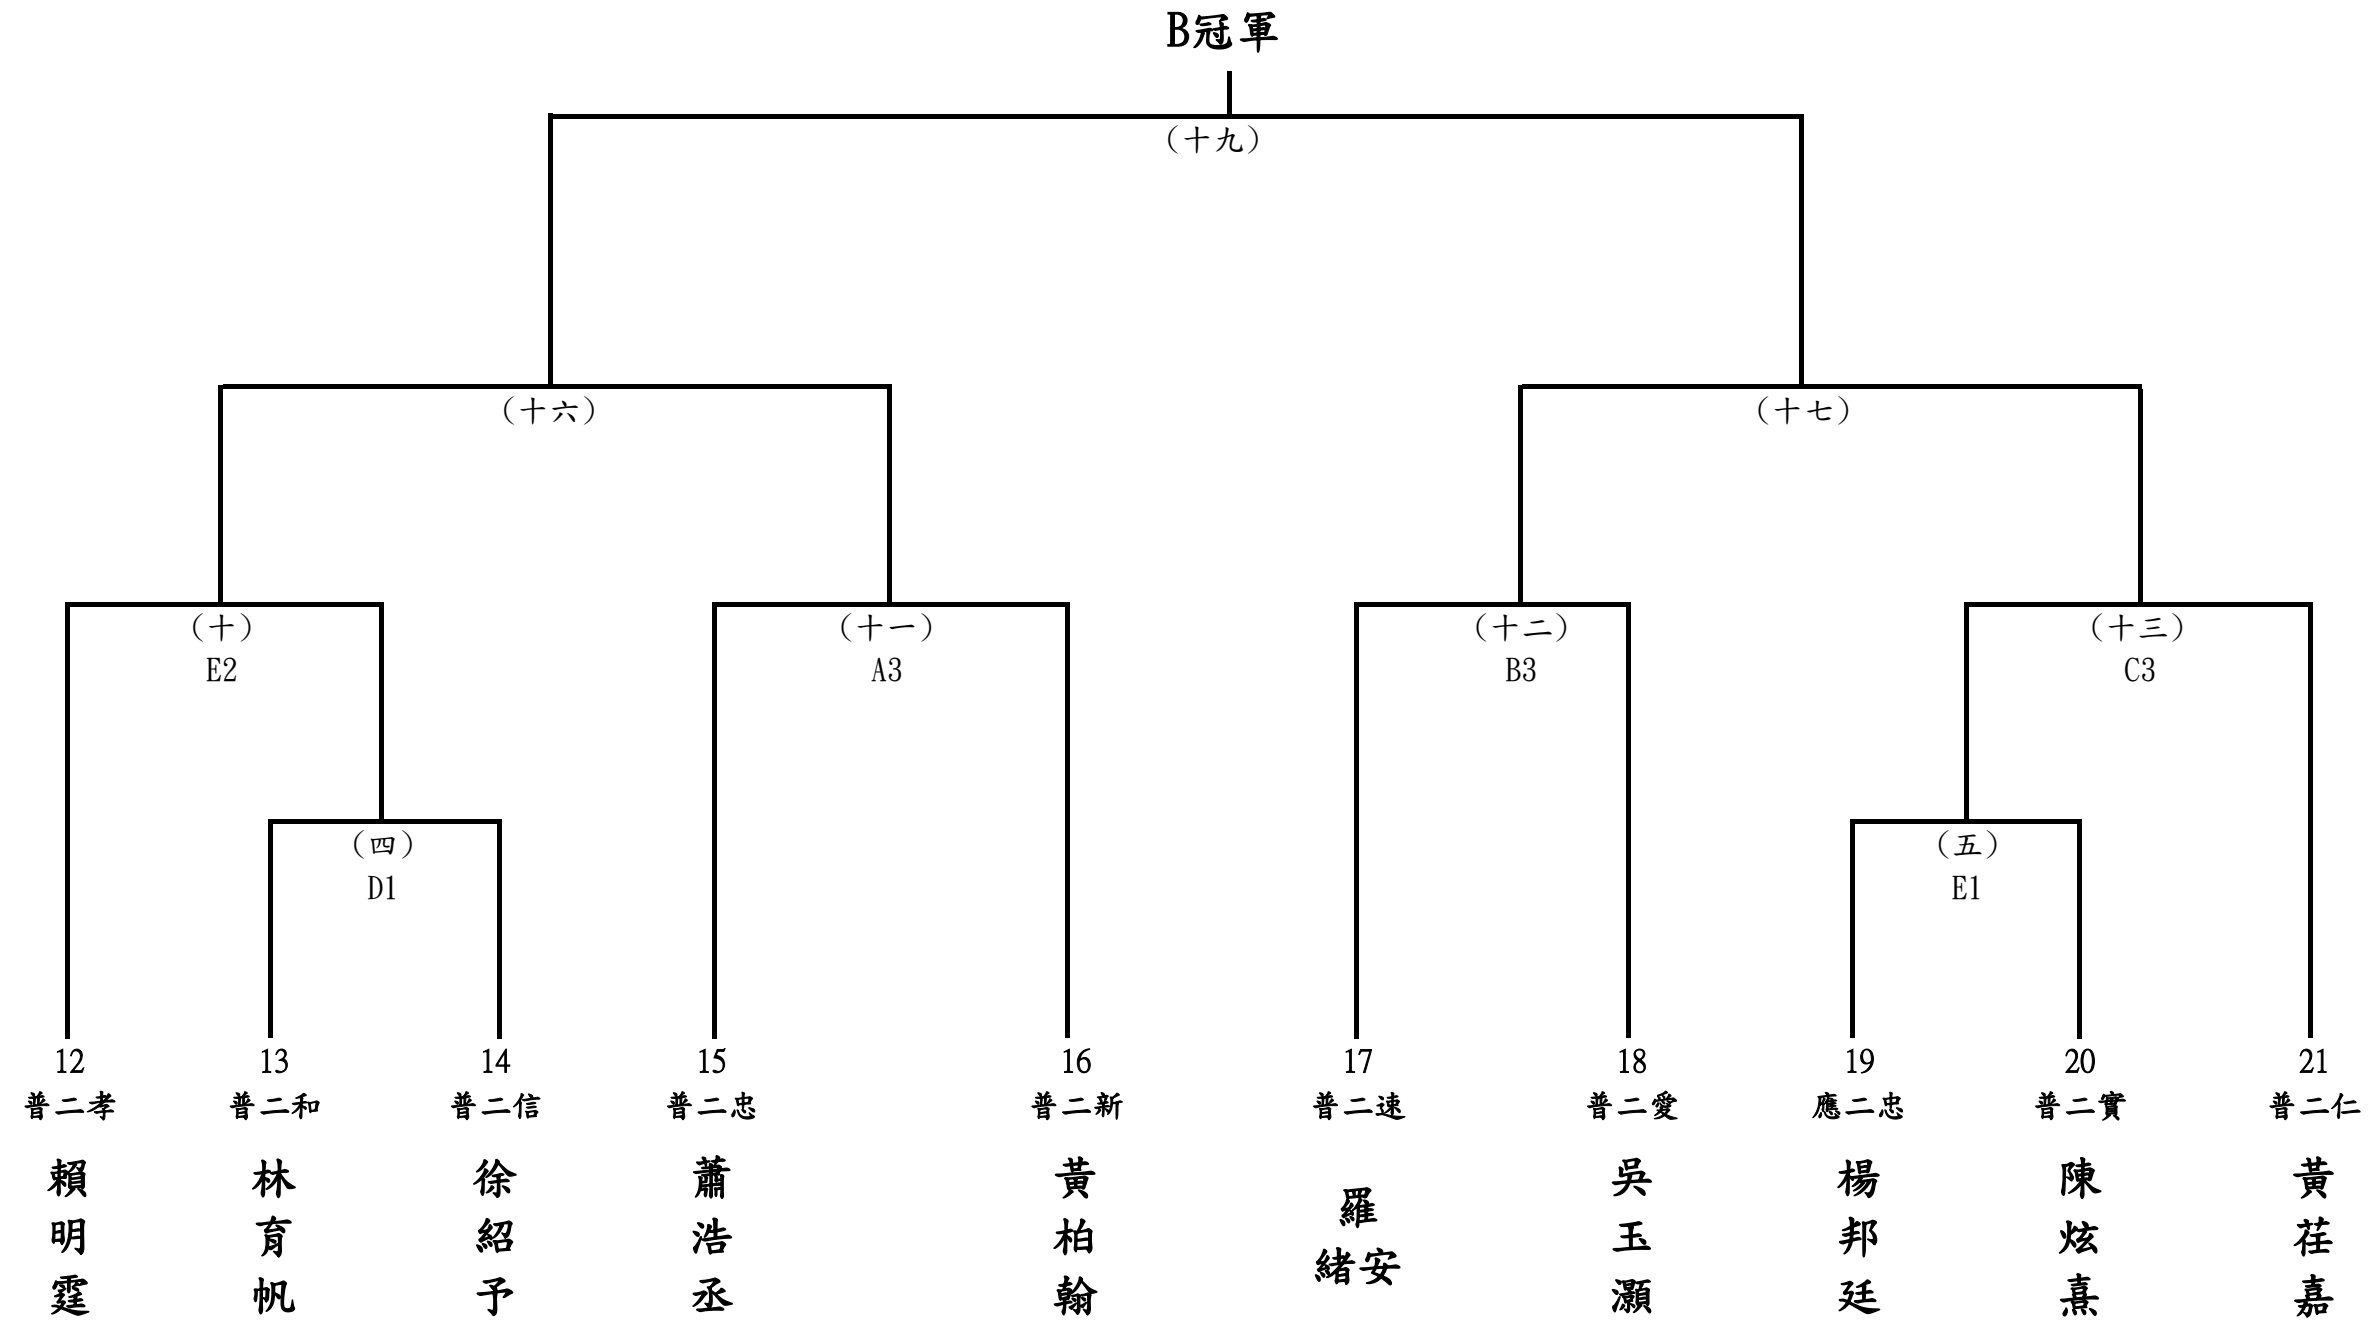 B冠軍
(十九)
(十六)
(十七)
(十)
E2
(十一)
A3
(十二)
B3
(十三)
C3
(四)
D1
(五)
E1
12 13 14 15 16 17 18 19 20 21
普二孝 普二和 普二信 普二忠 普二新 普二速 普二愛 應二忠 普二實 普二仁
賴明霆
林育帆
徐紹予
蕭浩丞
黃柏翰
羅
緒安
吳玉灝
楊邦廷
陳炫熹
黃荏嘉